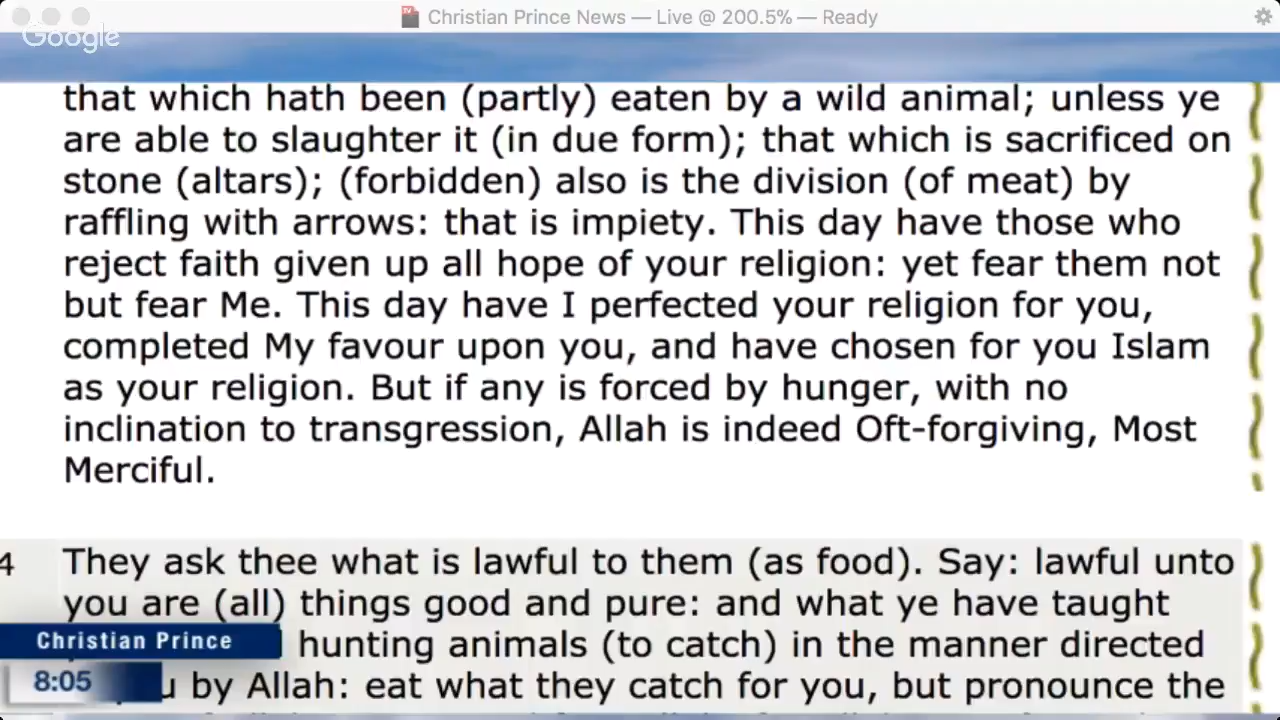 Christian Prince News — Live @ 200.5% — Ready
Google
that which hath been (partly) eaten by a wild animal; unless ye
are able to slaughter it (in due form); that which is sacrificed on
stone (altars); (forbidden) also is the division (of meat) by
raffling with arrows: that is impiety. This day have those who
reject faith given up all hope of your religion: yet fear them not
but fear Me. This day have I perfected your religion for you,
completed My favour upon you, and have chosen for you Islam
as your religion. But if any is forced by hunger, with no
inclination to transgression, Allah is indeed Oft-forgiving, Most
Merciful.
4 They ask thee what is lawful to them (as food). Say: lawful unto
you are (all) things good and pure: and what ye have taught
hunting animals (to catch) in the manner directed
by Allah: eat what they catch for you, but pronounce the
Christian Prince
8:05